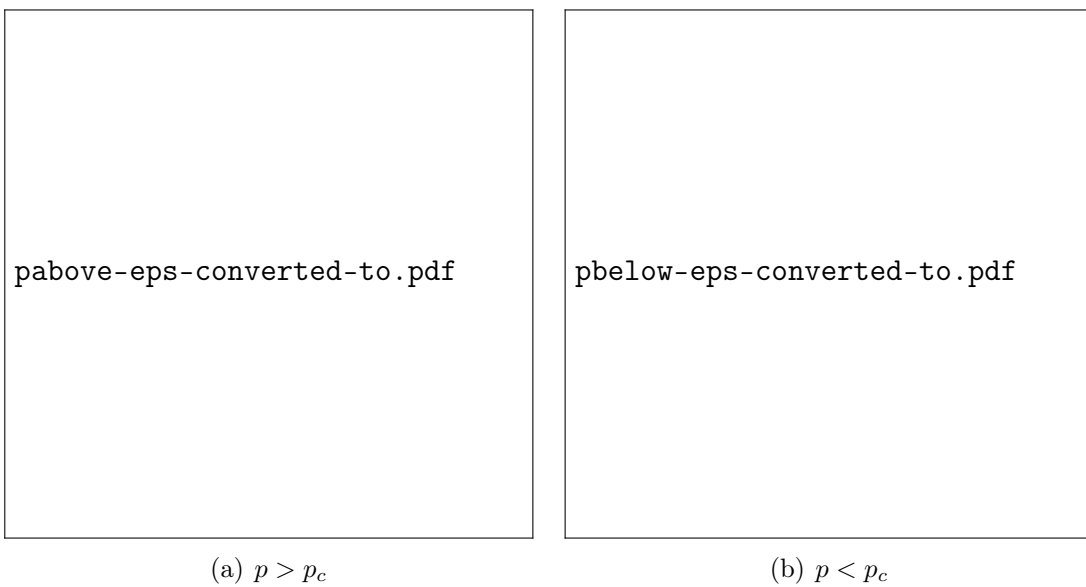 pabove-eps-converted-to.pdf
pbelow-eps-converted-to.pdf
(a) p > p_c
(b) p < p_c